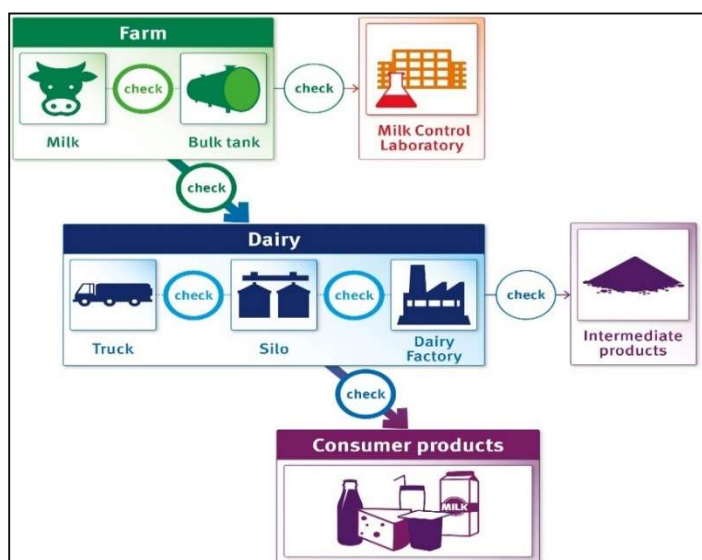 Farm
check
check
Milk
Bulk tank
Milk Control
Laboratory
check
Dairy
check
check
check
Truck
Silo
Dairy
Factory
Intermediate
products
check
Consumer products
MILK